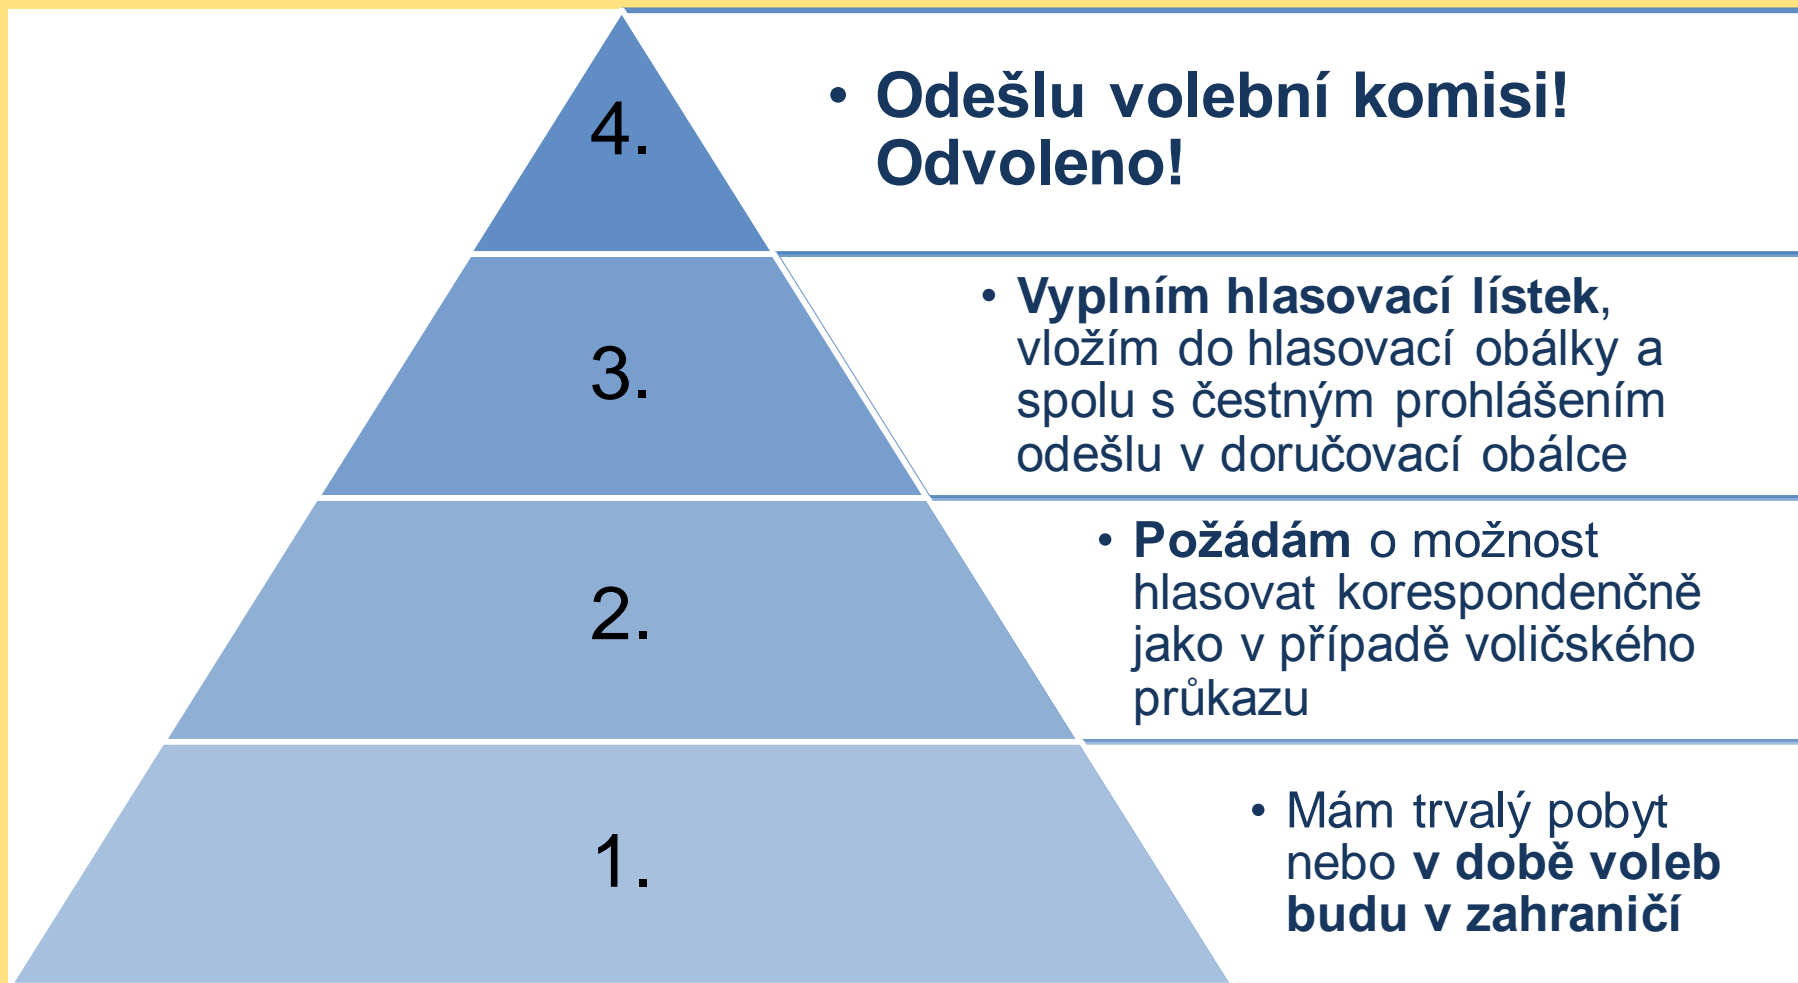 4.
• Odešlu volební komisi!
Odvoleno!
3.
• Vyplním hlasovací lístek,
vložím do hlasovací obálky a
spolu s čestným prohlášením
odešlu v doručovací obálce
2.
• Požádám o možnost
hlasovat korespondenčně
jako v případě voličského
průkazu
1.
• Mám trvalý pobyt
nebo v době voleb
budu v zahraničí